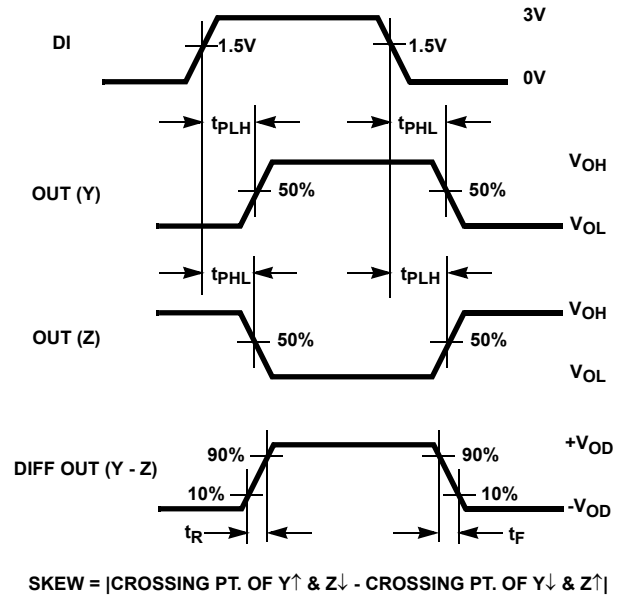 3V
DI
1.5V
1.5V
0V
tPLH
tPHL
VOH
OUT (Y)
50%
50%
VOL
tPHL
tPLH
VOH
OUT (Z)
50%
50%
VOL
+VOD
DIFF OUT (Y - Z)
90%
90%
10%
10%
-VOD
tR
tF
SKEW = |CROSSING PT. OF Y↑ & Z↓ - CROSSING PT. OF Y↓ & Z↑|